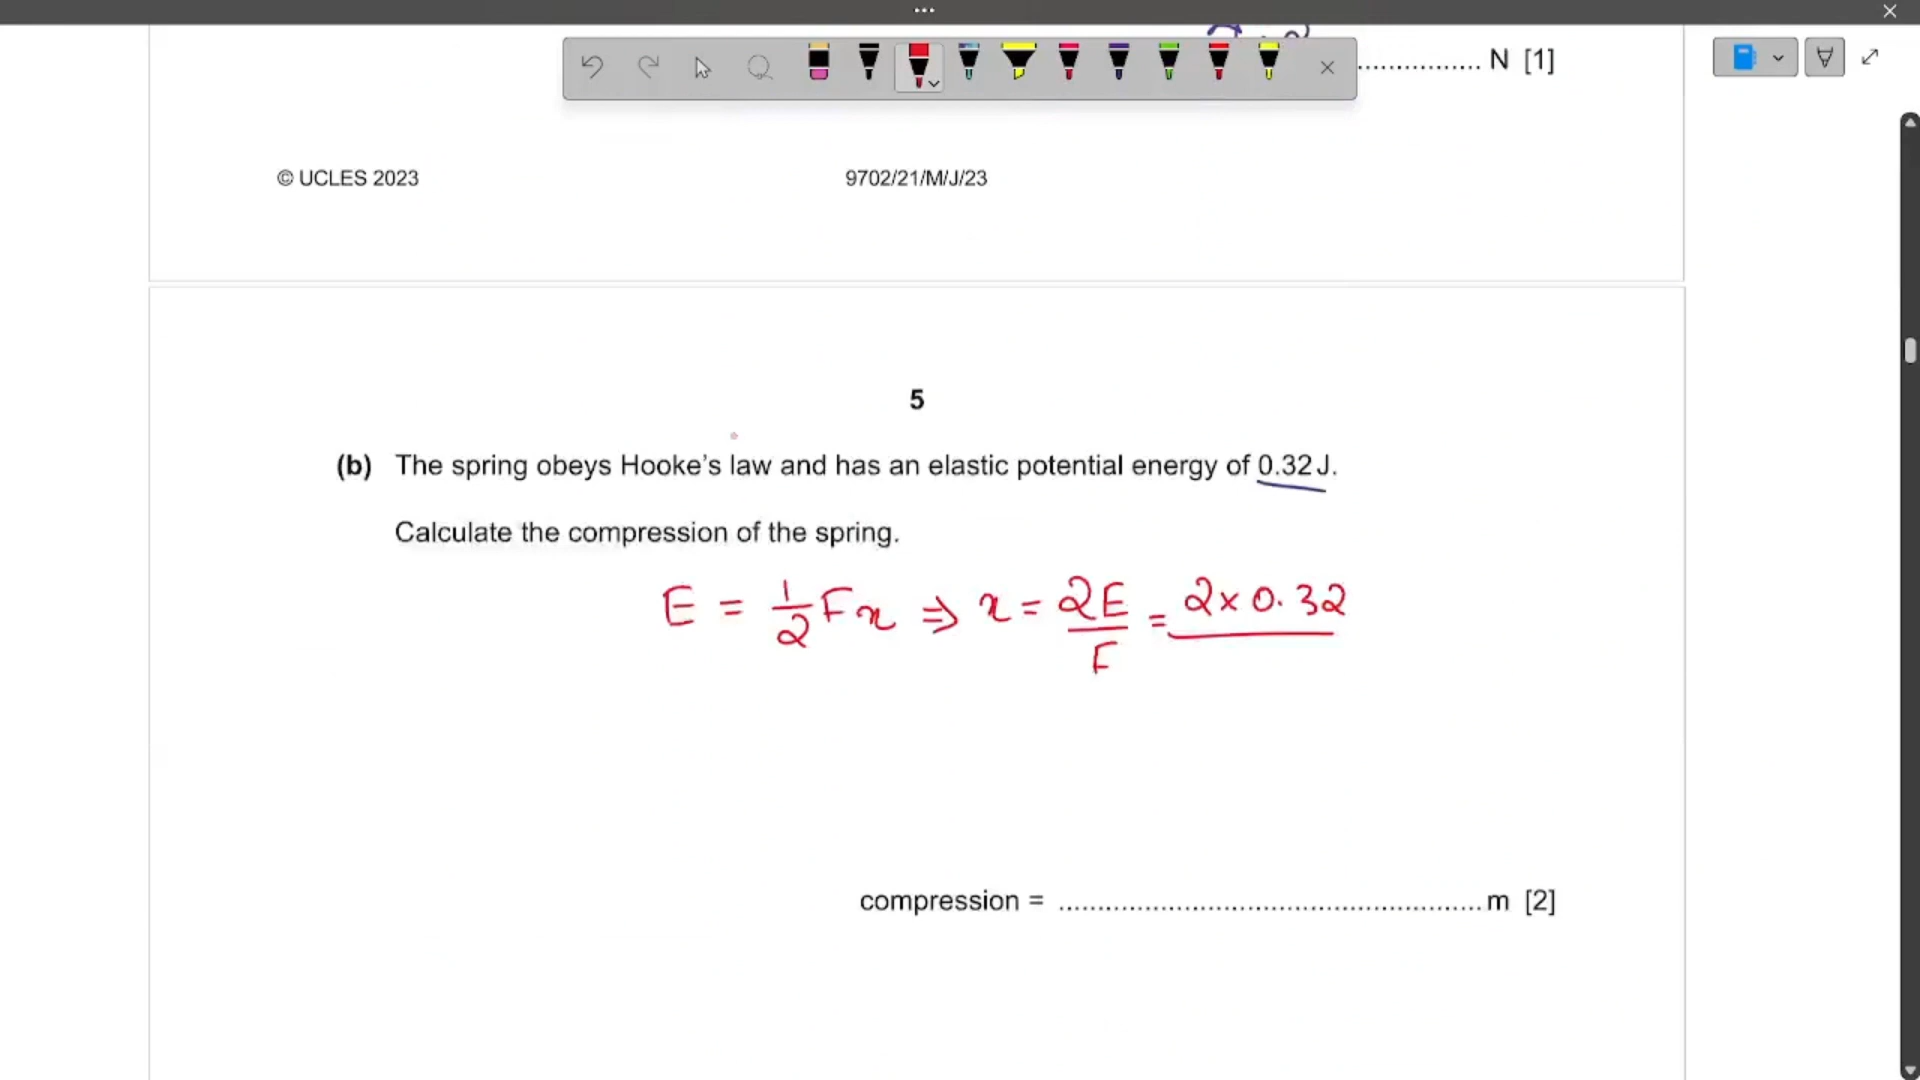 N [1]
© UCLES 2023
9702/21/M/J/23
5
(b) The spring obeys Hooke's law and has an elastic potential energy of 0.32 J.
Calculate the compression of the spring.
E = 1/2 Fx ⇒ x = 2E/F = 2 × 0.32
compression = ...................................................... m [2]